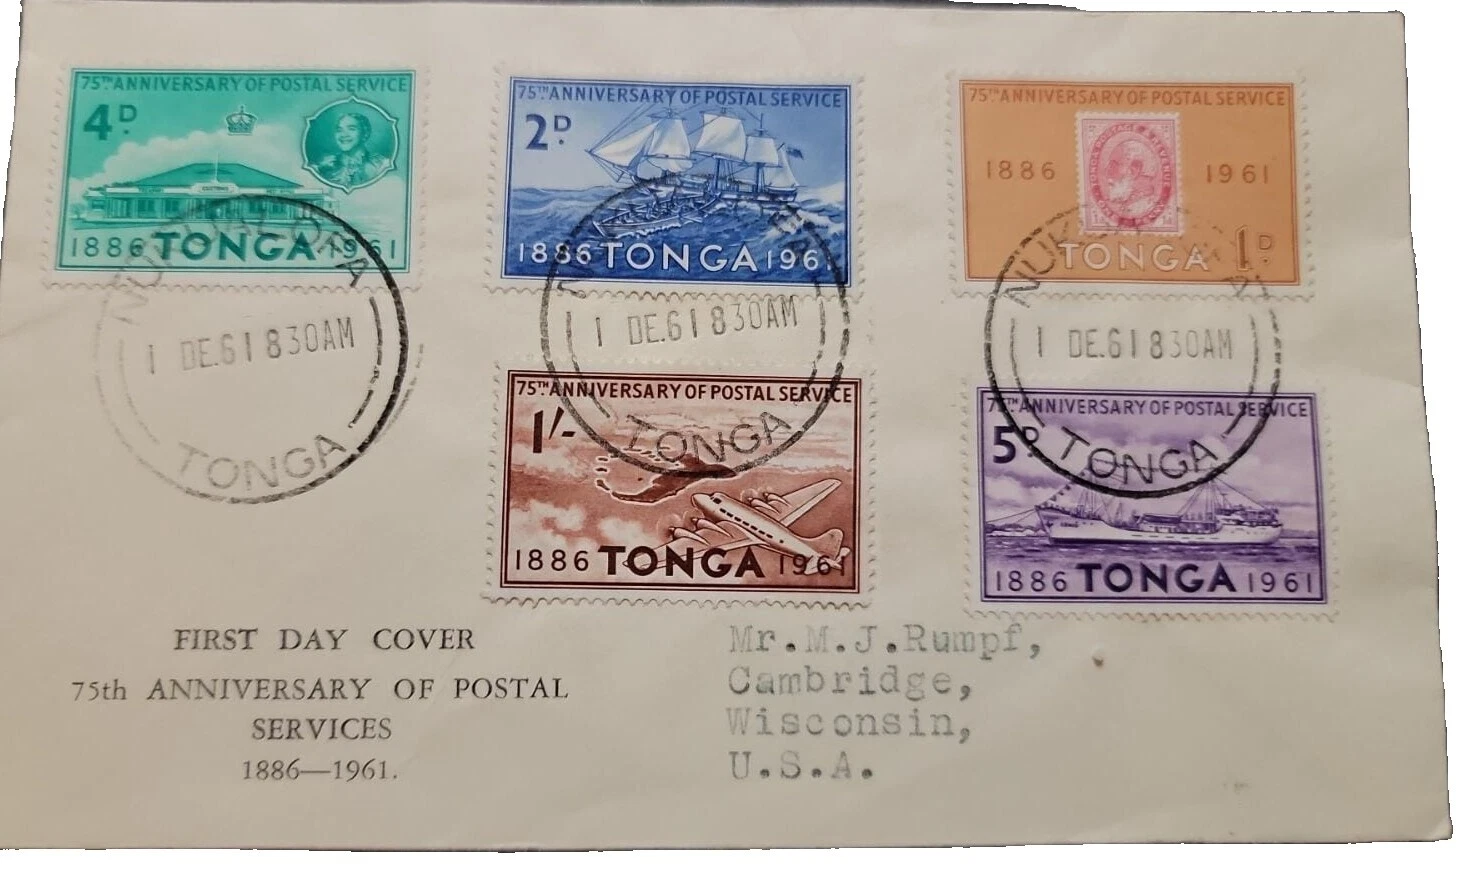 75TH ANNIVERSARY OF POSTAL SERVICE
4D.
1886 TONGA 1961
75TH ANNIVERSARY OF POSTAL SERVICE
2D.
1886 TONGA 196
75TH ANNIVERSARY OF POSTAL SERVICE
1886 1961
TONGA 1D.
NUKUALOFA
1 DE.61 830AM
TONGA
1 DE.61 830AM
TONGA
1 DE.61 830AM
TONGA
75TH ANNIVERSARY OF POSTAL SERVICE
1/-
1886 TONGA 1961
75TH ANNIVERSARY OF POSTAL SERVICE
5D.
1886 TONGA 1961
FIRST DAY COVER
75th ANNIVERSARY OF POSTAL
SERVICES
1886—1961.
Mr.M.J.Rumpf,
Cambridge,
Wisconsin,
U.S.A.